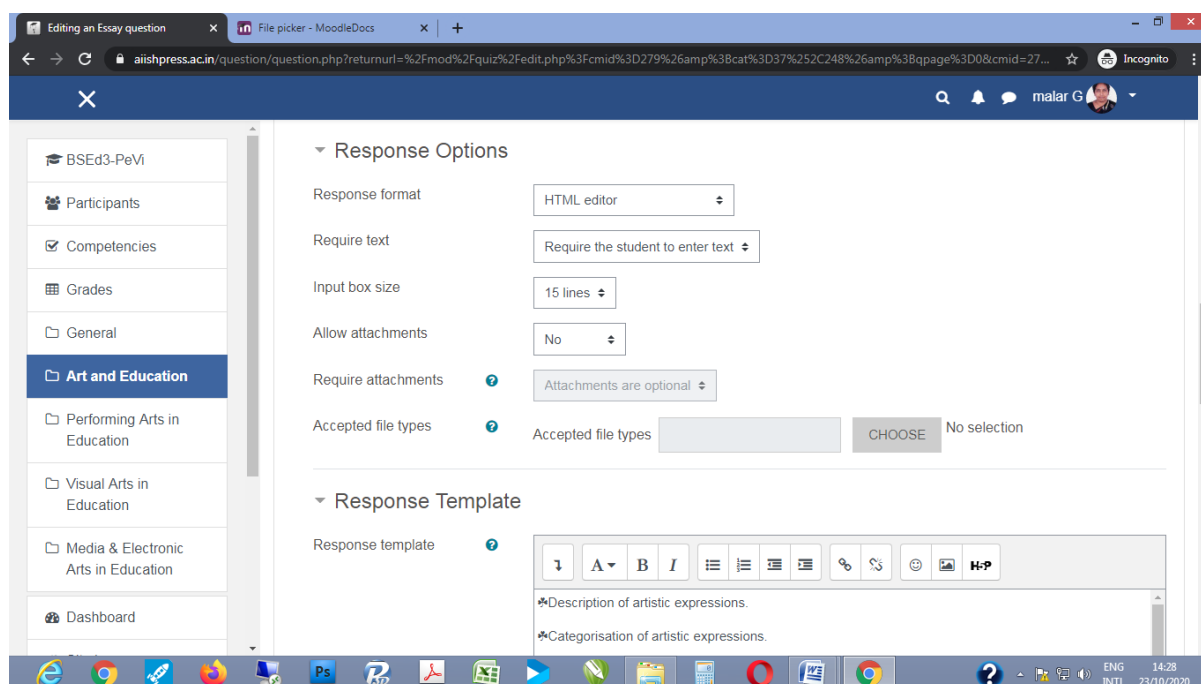 Editing an Essay question
File picker - MoodleDocs
aiishpress.ac.in/question/question.php?returnurl=%2Fmod%2Fquiz%2Fedit.php%3Fcmid%3D279%26amp%3Bcat%3D37%252C248%26amp%3Bqpage%3D0&cmid=27...
Incognito
malar G
BSEd3-PeVi
Participants
Competencies
Grades
General
Art and Education
Performing Arts in
Education
Visual Arts in
Education
Media & Electronic
Arts in Education
Dashboard
Response Options
Response format
HTML editor
Require text
Require the student to enter text
Input box size
15 lines
Allow attachments
No
Require attachments
Attachments are optional
Accepted file types
Accepted file types
CHOOSE
No selection
Response Template
Response template
A B I
H5P
☘Description of artistic expressions.
☘Categorisation of artistic expressions.
Ps
ENG
INTL
14:28
23/10/2020